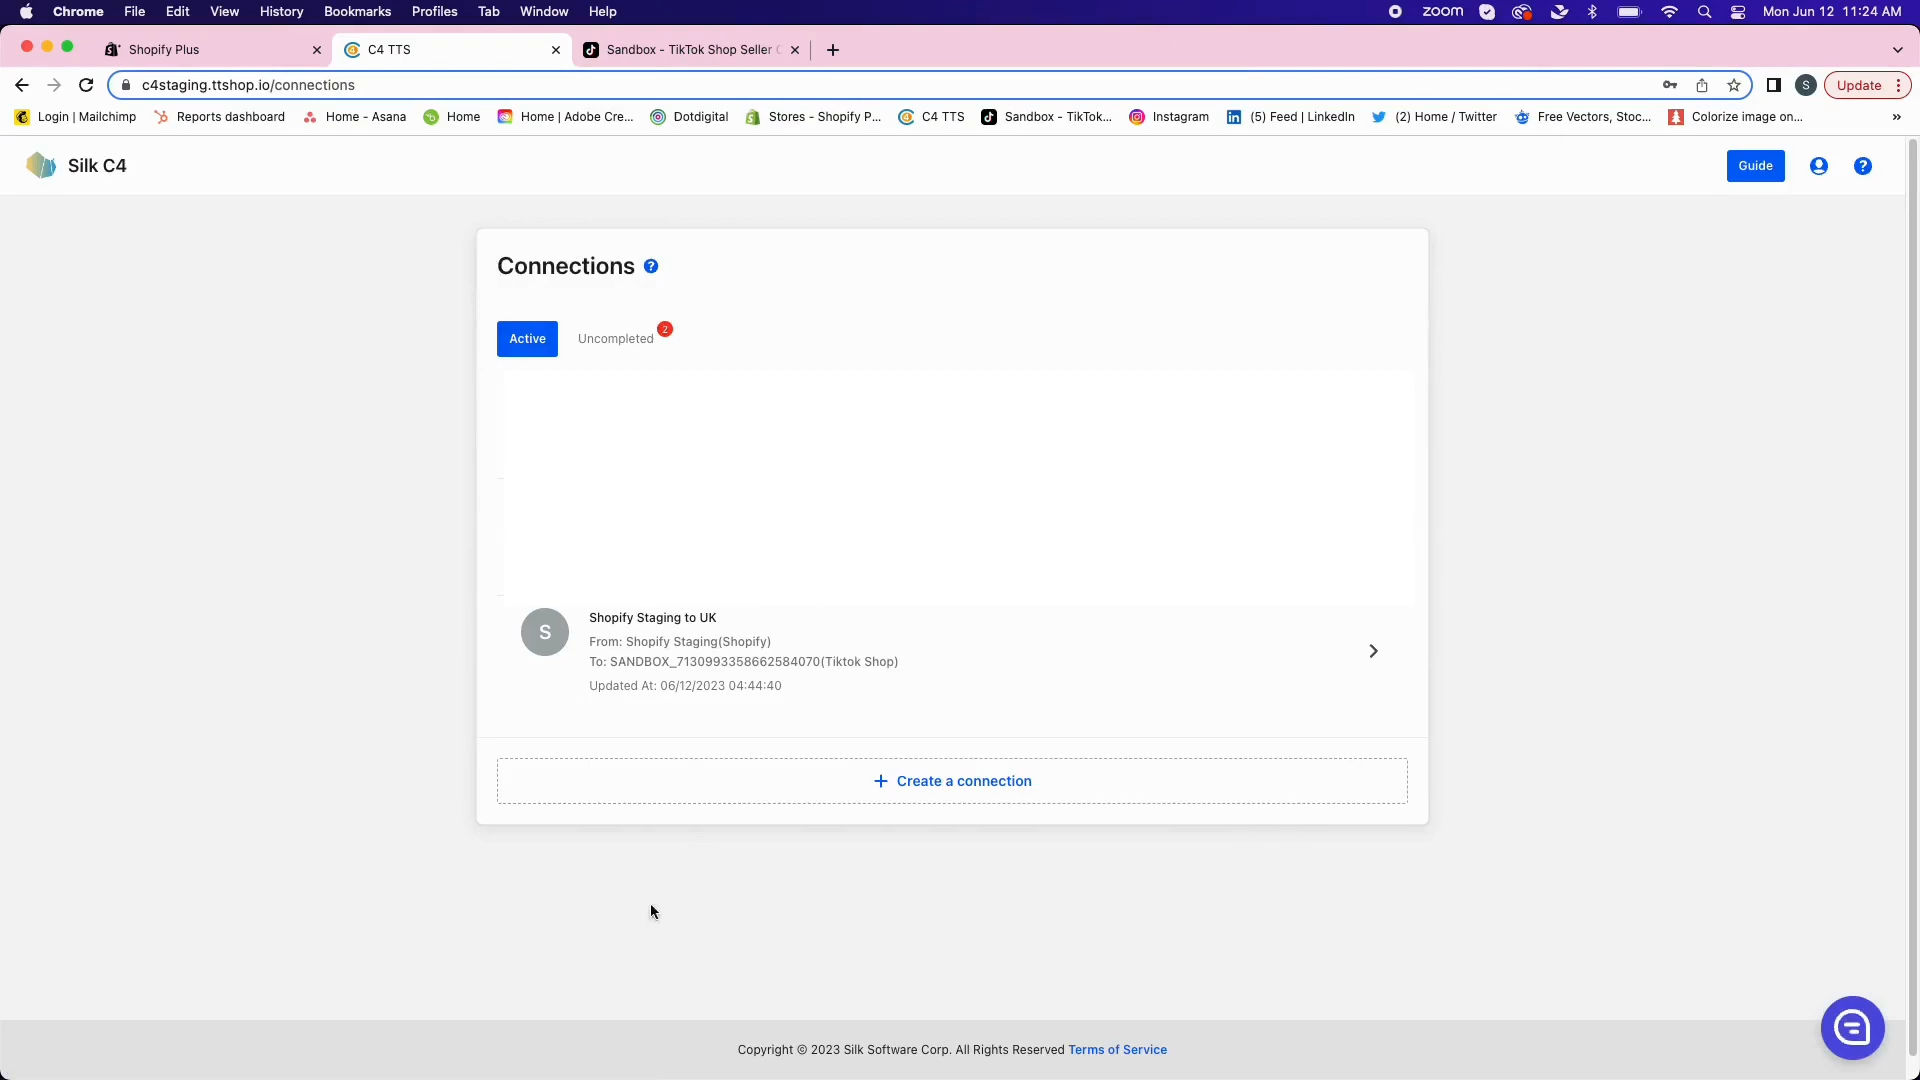 Chrome File Edit View History Bookmarks Profiles Tab Window Help zoom Mon Jun 12 11:24 AM
Shopify Plus C4 TTS Sandbox - TikTok Shop Seller
c4staging.ttshop.io/connections S Update
Login | Mailchimp Reports dashboard Home - Asana Home Home | Adobe Cre... Dotdigital Stores - Shopify P... C4 TTS Sandbox - TikTok... Instagram (5) Feed | LinkedIn (2) Home / Twitter Free Vectors, Stoc... Colorize image on... »
Silk C4 Guide ?
Connections ?
Active Uncompleted 2
S
Shopify Staging to UK
From: Shopify Staging(Shopify)
To: SANDBOX_7130993358662584070(Tiktok Shop)
Updated At: 06/12/2023 04:44:40
+ Create a connection
Copyright © 2023 Silk Software Corp. All Rights Reserved Terms of Service